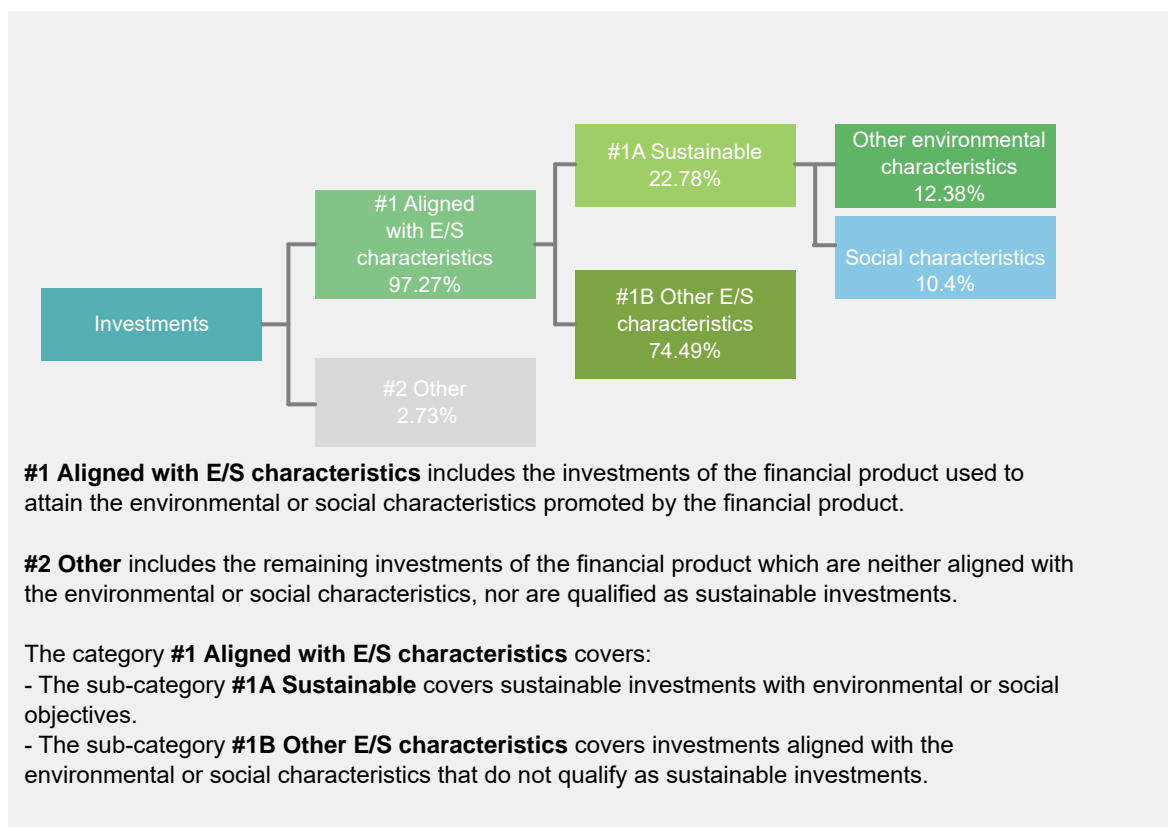 Investments
#1 Aligned
with E/S
characteristics
97.27%
#2 Other
2.73%
#1A Sustainable
22.78%
#1B Other E/S
characteristics
74.49%
Other environmental
characteristics
12.38%
Social characteristics
10.4%
#1 Aligned with E/S characteristics includes the investments of the financial product used to
attain the environmental or social characteristics promoted by the financial product.
#2 Other includes the remaining investments of the financial product which are neither aligned with
the environmental or social characteristics, nor are qualified as sustainable investments.
The category #1 Aligned with E/S characteristics covers:
- The sub-category #1A Sustainable covers sustainable investments with environmental or social
objectives.
- The sub-category #1B Other E/S characteristics covers investments aligned with the
environmental or social characteristics that do not qualify as sustainable investments.